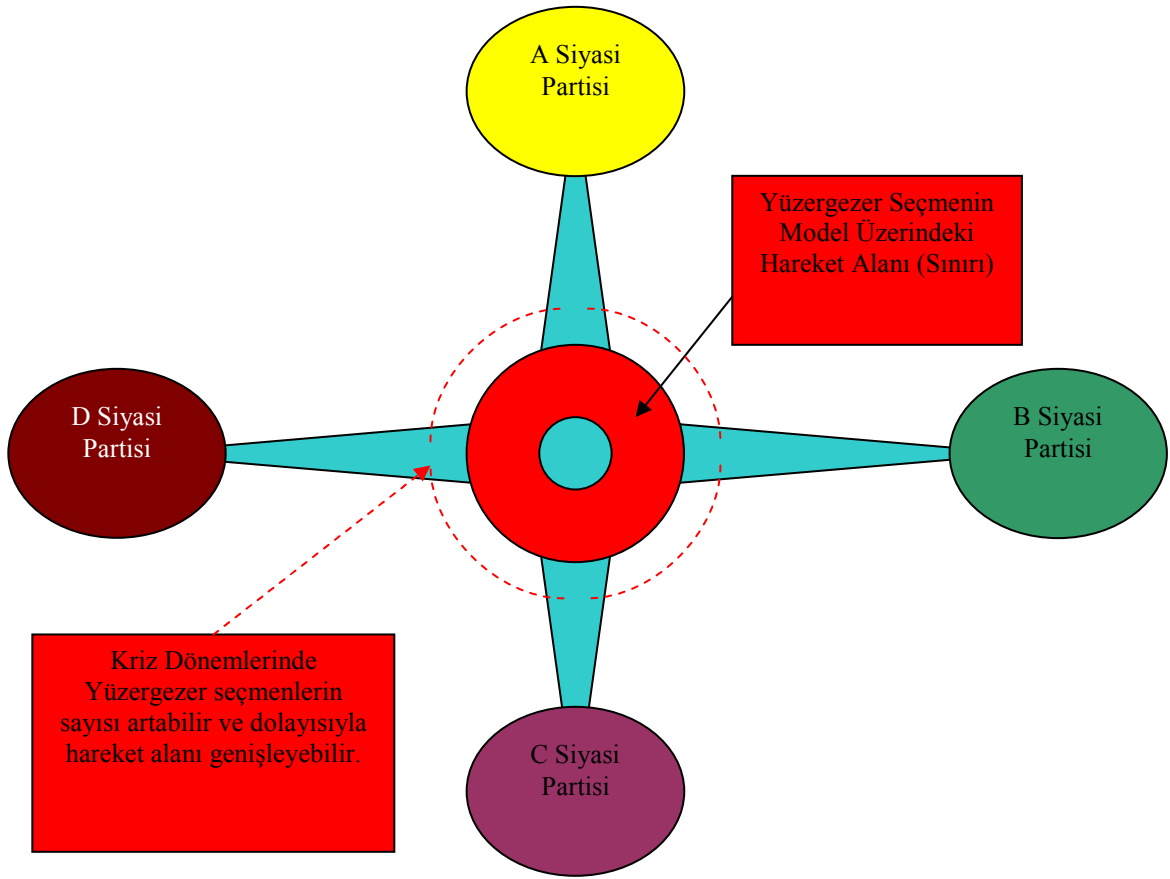 A Siyasi
Partisi
Yüzergezer Seçmenin
Model Üzerindeki
Hareket Alanı (Sınırı)
D Siyasi
Partisi
B Siyasi
Partisi
Kriz Dönemlerinde
Yüzergezer seçmenlerin
sayısı artabilir ve dolayısıyla
hareket alanı genişleyebilir.
C Siyasi
Partisi